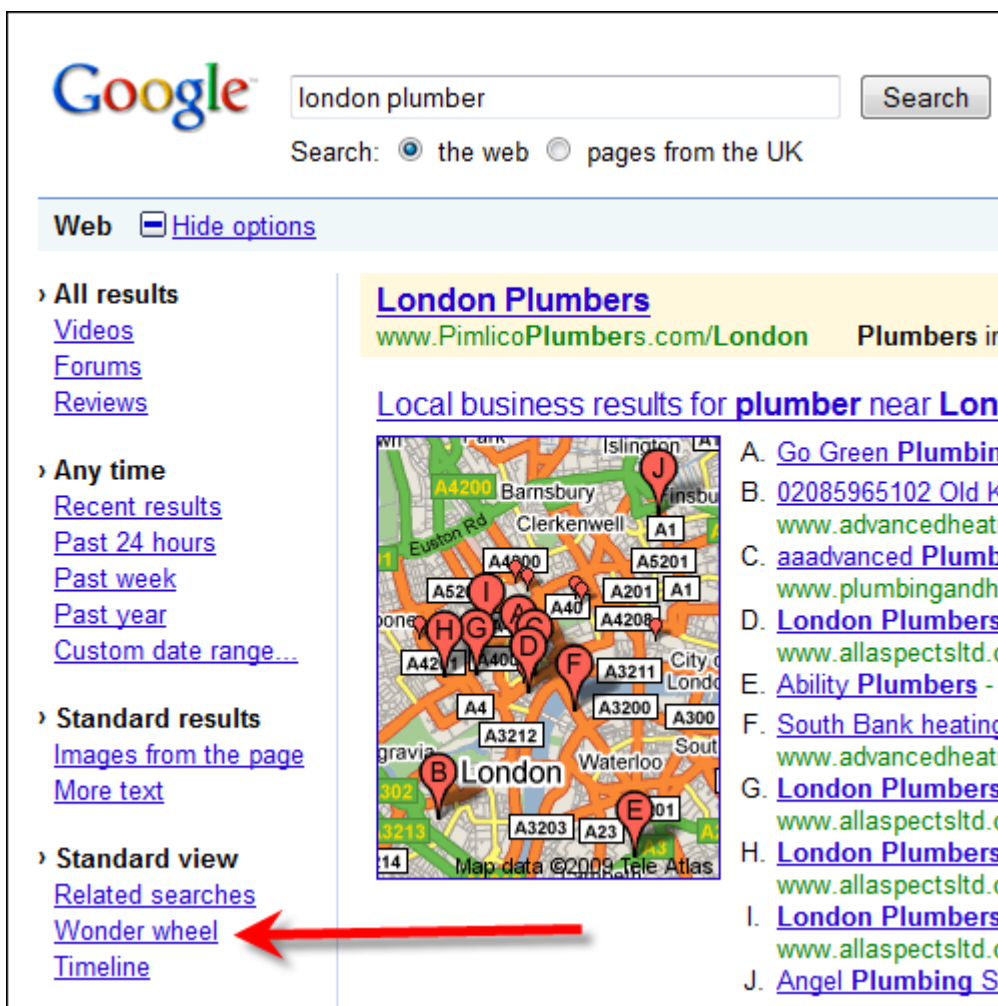 Google
london plumber
Search
Search: the web pages from the UK
Web Hide options
› All results
Videos
Forums
Reviews
› Any time
Recent results
Past 24 hours
Past week
Past year
Custom date range...
› Standard results
Images from the page
More text
› Standard view
Related searches
Wonder wheel
Timeline
London Plumbers
www.PimlicoPlumbers.com/London Plumbers
Local business results for plumber near Lon
Islington
A4200 Barnsbury
Clerkenwell
Euston Rd
A1
A5201
A201 A1
A40
A4208
City
A3211
A4
A3200
A300
A3212
Waterloo
London
A3203 A23
A3
Map data ©2009 Tele Atlas
A
B
D
E
F
G
H
I
J
A. Go Green Plumbin
B. 02085965102 Old K
www.advancedheat
C. aaadvanced Plumb
www.plumbingandh
D. London Plumbers
www.allaspectsltd.c
E. Ability Plumbers -
F. South Bank heating
www.advancedheat
G. London Plumbers
www.allaspectsltd.c
H. London Plumbers
www.allaspectsltd.c
I. London Plumbers
www.allaspectsltd.c
J. Angel Plumbing S